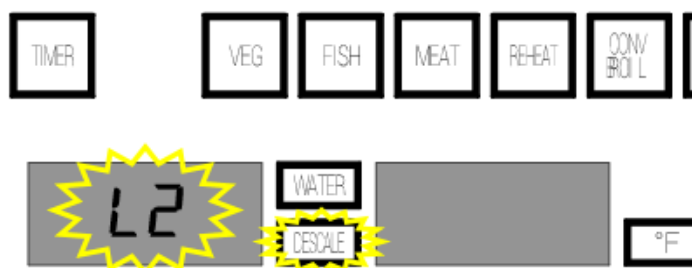 TIMER
VEG
FISH
MEAT
REHEAT
CONV
BROIL
L2
WATER
DESCALE
°F